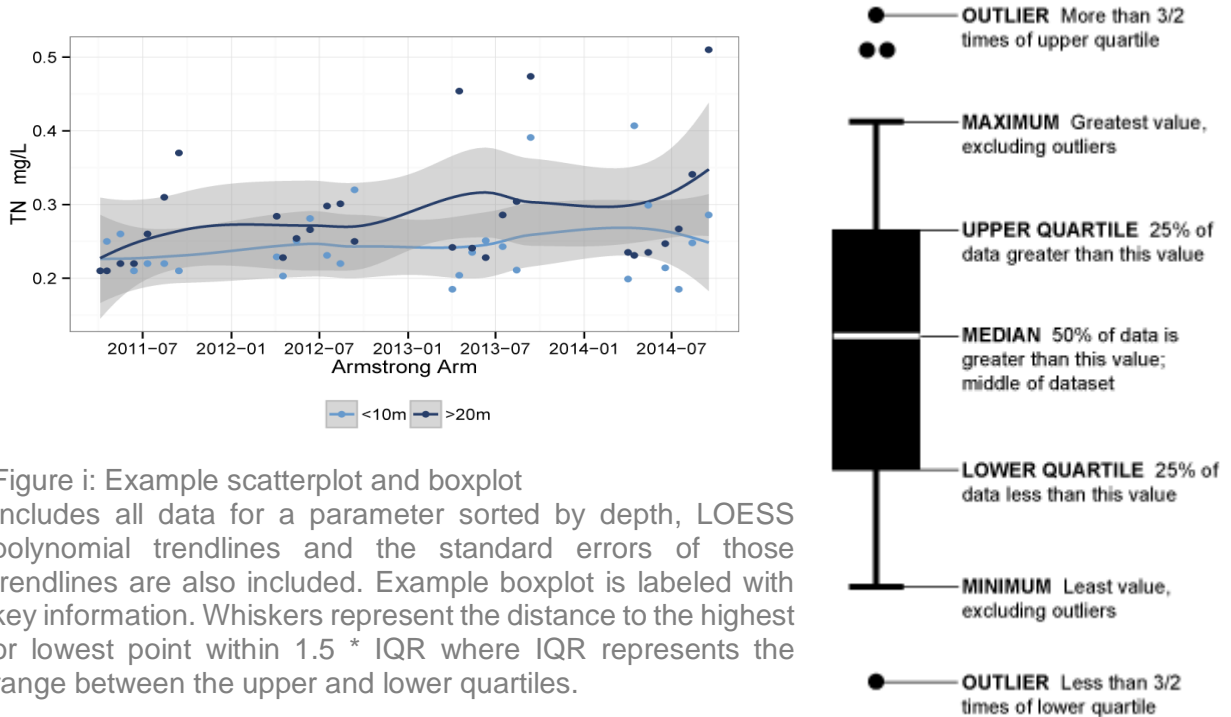 0.5
0.4
0.3
0.2
TN mg/L
2011-07 2012-01 2012-07 2013-01 2013-07 2014-01 2014-07
Armstrong Arm
<10m >20m
Figure i: Example scatterplot and boxplot
ncludes all data for a parameter sorted by depth, LOESS
polynomial trendlines and the standard errors of those
trendlines are also included. Example boxplot is labeled with
key information. Whiskers represent the distance to the highest
or lowest point within 1.5 * IQR where IQR represents the
range between the upper and lower quartiles.
OUTLIER More than 3/2
times of upper quartile
MAXIMUM Greatest value,
excluding outliers
UPPER QUARTILE 25% of
data greater than this value
MEDIAN 50% of data is
greater than this value;
middle of dataset
LOWER QUARTILE 25% of
data less than this value
MINIMUM Least value,
excluding outliers
OUTLIER Less than 3/2
times of lower quartile